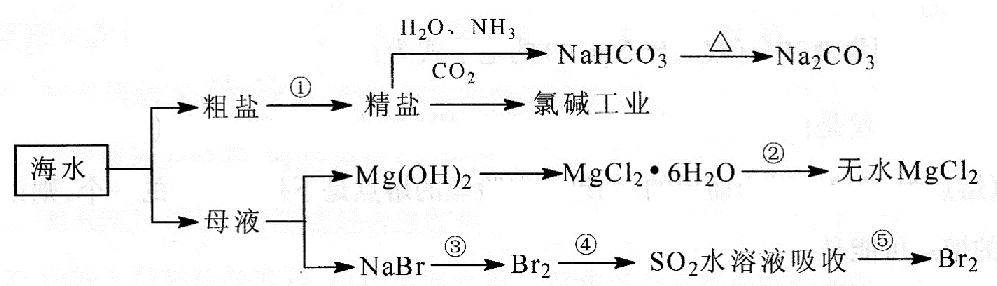 H₂O、NH₃
CO₂
NaHCO₃
△
Na₂CO₃
粗盐
①
精盐
氯碱工业
海水
Mg(OH)₂
MgCl₂•6H₂O
②
无水MgCl₂
母液
NaBr
③
Br₂
④
SO₂水溶液吸收
⑤
Br₂